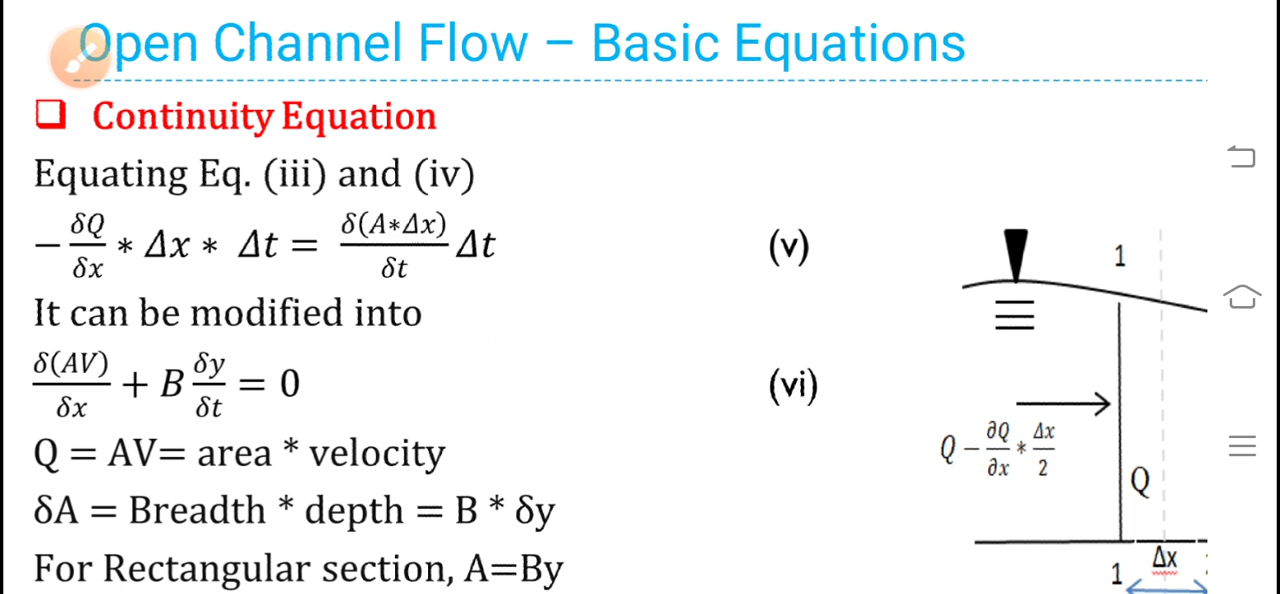 Open Channel Flow – Basic Equations
❑ Continuity Equation
Equating Eq. (iii) and (iv)
− δQ/δx * Δx * Δt = δ(A*Δx)/δt Δt (v)
It can be modified into
δ(AV)/δx + B δy/δt = 0 (vi)
Q = AV= area * velocity
δA = Breadth * depth = B * δy
For Rectangular section, A=By
1
Q − ∂Q/∂x * Δx/2
Q
Δx
1